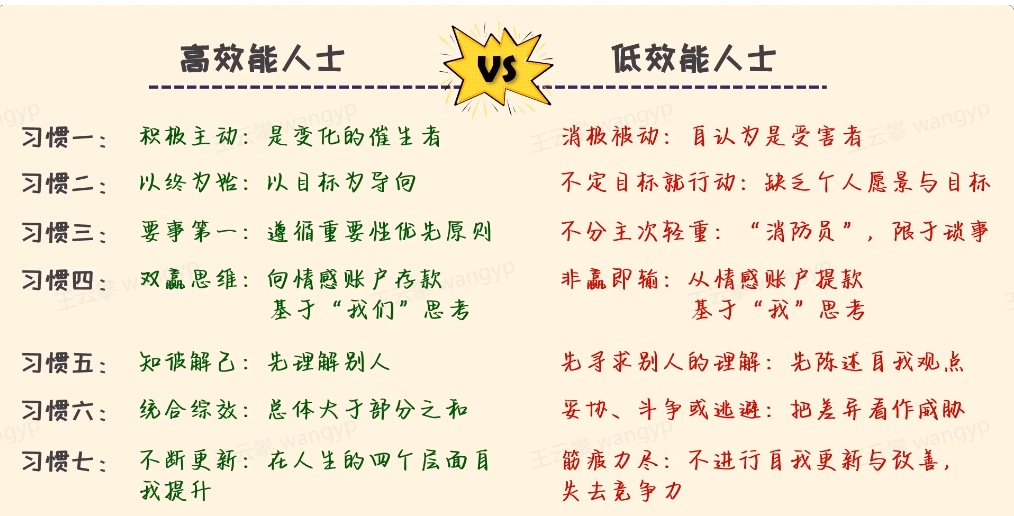 高效能人士 VS 低效能人士
习惯一： 积极主动：是变化的催生者 消极被动：自认为是受害者
习惯二： 以终为始：以目标为导向 不定目标就行动：缺乏个人愿景与目标
习惯三： 要事第一：遵循重要性优先原则 不分主次轻重：“消防员”，限于琐事
习惯四： 双赢思维：向情感账户存款 非赢即输：从情感账户提款
基于“我们”思考 基于“我”思考
习惯五： 知彼解己：先理解别人 先寻求别人的理解：先陈述自我观点
习惯六： 统合综效：总体大于部分之和 妥协、斗争或逃避：把差异看作威胁
习惯七： 不断更新：在人生的四个层面自 筋疲力尽：不进行自我更新与改善，
我提升 失去竞争力
王云攀 wangyp